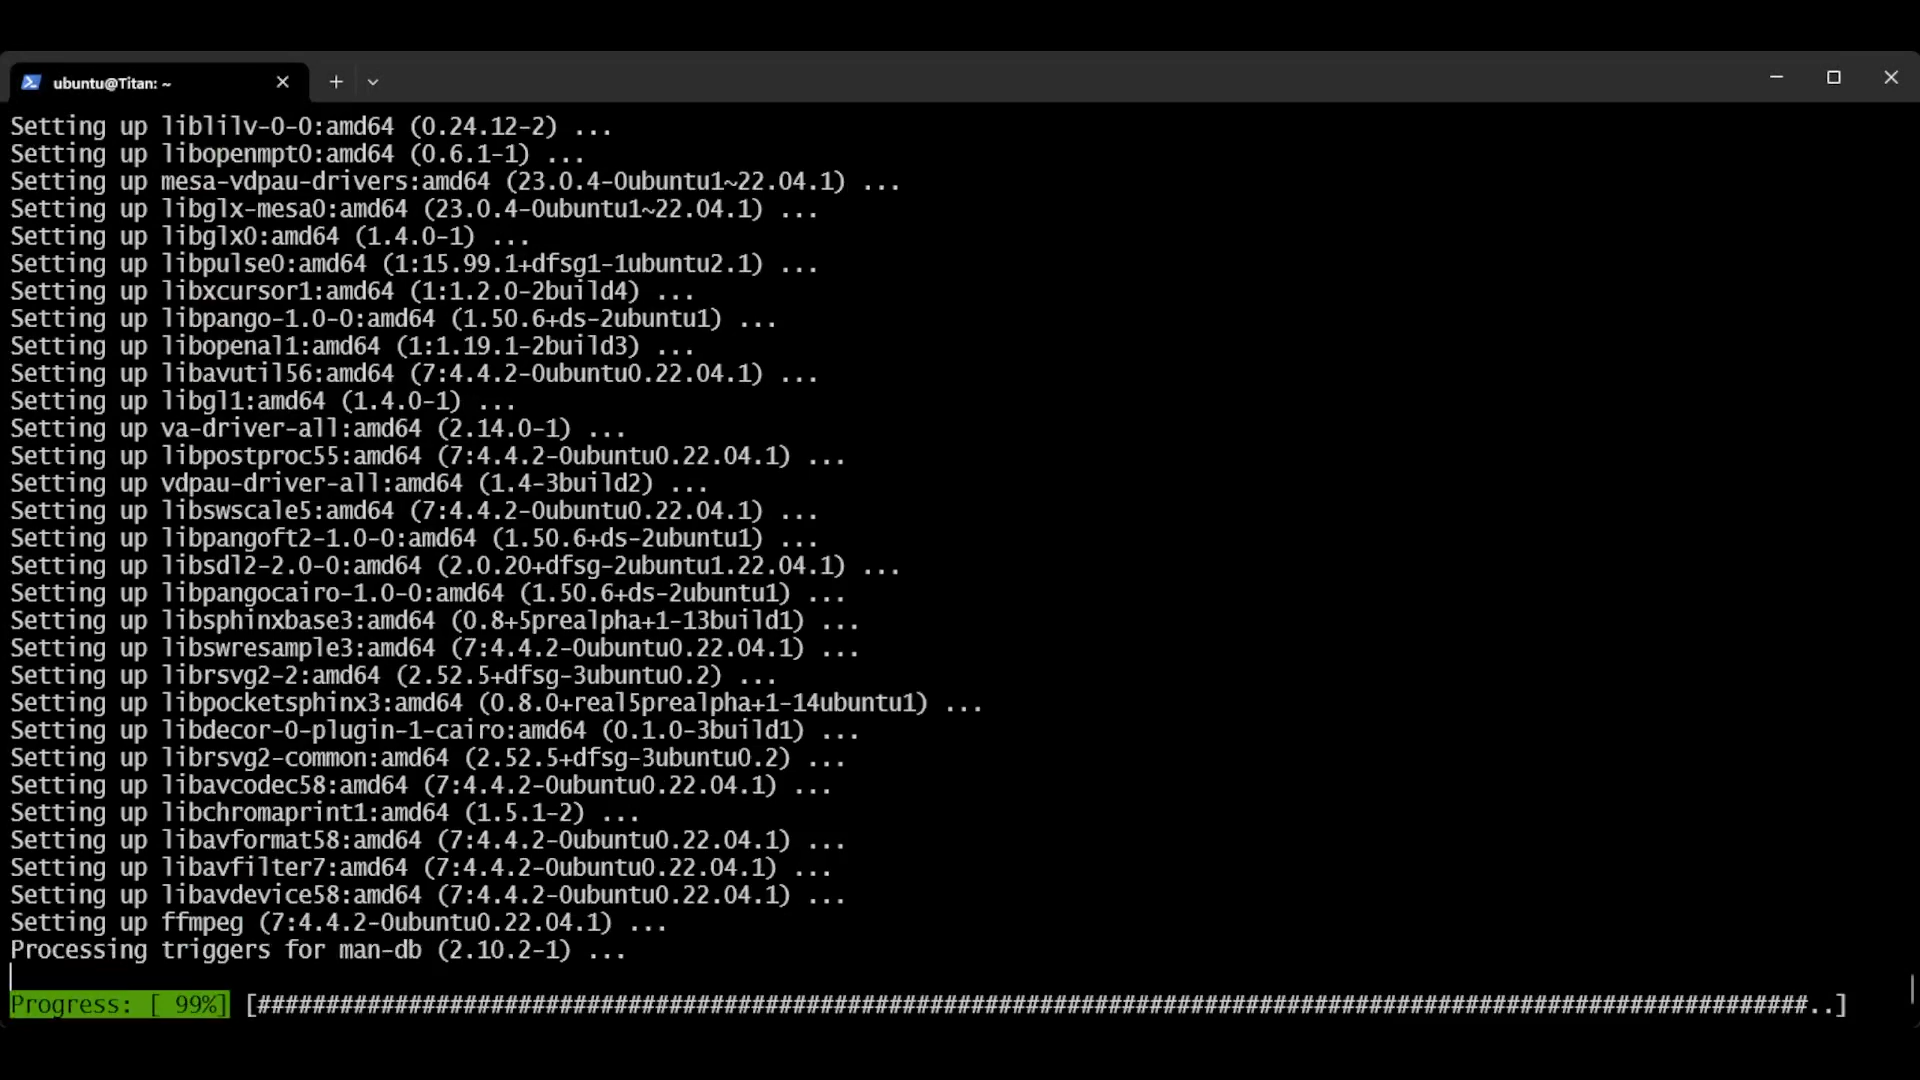 ubuntu@Titan: ~
Setting up liblilv-0-0:amd64 (0.24.12-2) ...
Setting up libopenmpt0:amd64 (0.6.1-1) ...
Setting up mesa-vdpau-drivers:amd64 (23.0.4-0ubuntu1~22.04.1) ...
Setting up libglx-mesa0:amd64 (23.0.4-0ubuntu1~22.04.1) ...
Setting up libglx0:amd64 (1.4.0-1) ...
Setting up libpulse0:amd64 (1:15.99.1+dfsg1-1ubuntu2.1) ...
Setting up libxcursor1:amd64 (1:1.2.0-2build4) ...
Setting up libpango-1.0-0:amd64 (1.50.6+ds-2ubuntu1) ...
Setting up libopenal1:amd64 (1:1.19.1-2build3) ...
Setting up libavutil56:amd64 (7:4.4.2-0ubuntu0.22.04.1) ...
Setting up libgl1:amd64 (1.4.0-1) ...
Setting up va-driver-all:amd64 (2.14.0-1) ...
Setting up libpostproc55:amd64 (7:4.4.2-0ubuntu0.22.04.1) ...
Setting up vdpau-driver-all:amd64 (1.4-3build2) ...
Setting up libswscale5:amd64 (7:4.4.2-0ubuntu0.22.04.1) ...
Setting up libpangoft2-1.0-0:amd64 (1.50.6+ds-2ubuntu1) ...
Setting up libsdl2-2.0-0:amd64 (2.0.20+dfsg-2ubuntu1.22.04.1) ...
Setting up libpangocairo-1.0-0:amd64 (1.50.6+ds-2ubuntu1) ...
Setting up libsphinxbase3:amd64 (0.8+5prealpha+1-13build1) ...
Setting up libswresample3:amd64 (7:4.4.2-0ubuntu0.22.04.1) ...
Setting up librsvg2-2:amd64 (2.52.5+dfsg-3ubuntu0.2) ...
Setting up libpocketsphinx3:amd64 (0.8.0+real5prealpha+1-14ubuntu1) ...
Setting up libdecor-0-plugin-1-cairo:amd64 (0.1.0-3build1) ...
Setting up librsvg2-common:amd64 (2.52.5+dfsg-3ubuntu0.2) ...
Setting up libavcodec58:amd64 (7:4.4.2-0ubuntu0.22.04.1) ...
Setting up libchromaprint1:amd64 (1.5.1-2) ...
Setting up libavformat58:amd64 (7:4.4.2-0ubuntu0.22.04.1) ...
Setting up libavfilter7:amd64 (7:4.4.2-0ubuntu0.22.04.1) ...
Setting up libavdevice58:amd64 (7:4.4.2-0ubuntu0.22.04.1) ...
Setting up ffmpeg (7:4.4.2-0ubuntu0.22.04.1) ...
Processing triggers for man-db (2.10.2-1) ...
Progress: [ 99%] [#################################################################################################################..]